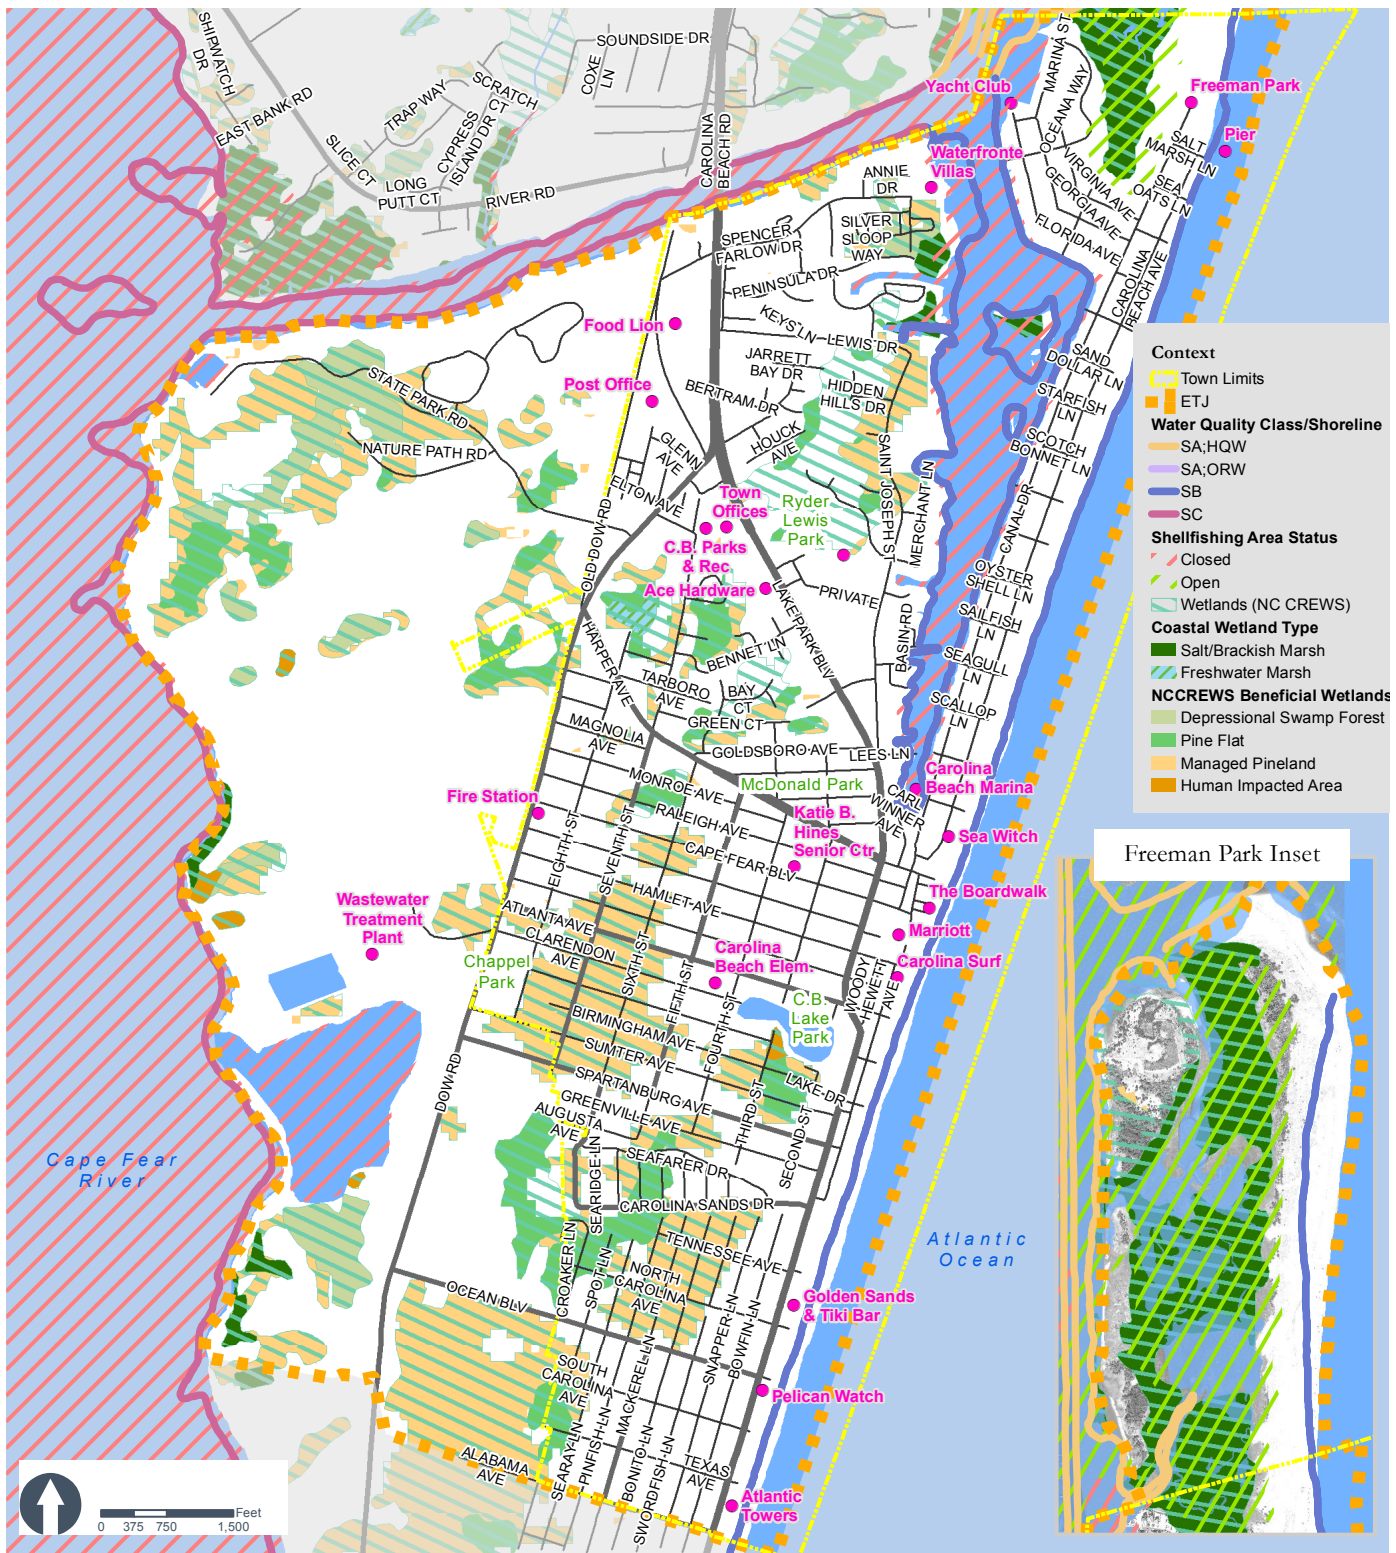 SHIPWATCH
DR
SOUNDSIDE DR
COXE
LN
EAST BANK RD
TRAP WAY
SCRATCH
CT
CYPRESS
ISLAND DR
SLICE CT
LONG
PUTT CT
RIVER RD
CAROLINA
BEACH RD
MARINA ST
OCEANA WAY
Yacht Club
Freeman Park
Pier
SALT
MARSH LN
SEA
OATS LN
VIRGINIA AVE
GEORGIA AVE
FLORIDA AVE
CAROLINA
BEACH AVE
Waterfronte
Villas
ANNIE
DR
SILVER
SLOOP
WAY
SPENCER
FARLOW DR
PENINSULA DR
KEYS LN
LEWIS DR
Food Lion
JARRETT
BAY DR
HIDDEN
HILLS DR
Post Office
BERTRAM DR
HOUCK
AVE
GLENN
AVE
STATE PARK RD
NATURE PATH RD
ELTON AVE
OLD DOW RD
SAND
DOLLAR LN
STARFISH
LN
SCOTCH
BONNET LN
CANAL DR
SAINT JOSEPH ST
MERCHANT LN
Town
Offices
C.B. Parks
& Rec
Ryder
Lewis
Park
Ace Hardware
LAKE PARK BLV
PRIVATE
BASIN RD
OYSTER
SHELL LN
SAILFISH
LN
SEAGULL
LN
SCALLOP
LN
HARPER AVE
BENNET LN
TARBORO
AVE
BAY
CT
GREEN CT
MAGNOLIA
AVE
GOLDSBORO AVE
LEES LN
McDonald Park
Carolina
Beach Marina
CARL
WINNER
AVE
MONROE AVE
RALEIGH AVE
CAPE FEAR BLV
Katie B.
Hines
Senior Ctr
Sea Witch
Fire Station
EIGHTH ST
SEVENTH ST
HAMLET AVE
The Boardwalk
Marriott
Carolina Surf
Wastewater
Treatment
Plant
ATLANTA AVE
CLARENDON
AVE
SIXTH ST
FIFTH ST
FOURTH ST
Carolina
Beach Elem.
Chappel
Park
C.B.
Lake
Park
WOODY
HEWETT
AVE
BIRMINGHAM AVE
SUMTER AVE
SPARTANBURG AVE
GREENVILLE AVE
AUGUSTA
AVE
LAKE DR
THIRD ST
SECOND ST
DOW RD
SEARIDGE LN
SEAFARER DR
CAROLINA SANDS DR
TENNESSEE AVE
NORTH
CAROLINA
AVE
CROAKER LN
SPOT LN
OCEAN BLV
SNAPPER LN
BOWFIN LN
SOUTH
CAROLINA
AVE
MACKEREL LN
SEARAY LN
PINFISH LN
BONITO LN
SWORDFISH LN
TEXAS
AVE
ALABAMA
AVE
Golden Sands
& Tiki Bar
Pelican Watch
Atlantic
Towers
Cape Fear
River
Atlantic
Ocean
Context
Town Limits
ETJ
Water Quality Class/Shoreline
SA;HQW
SA;ORW
SB
SC
Shellfishing Area Status
Closed
Open
Wetlands (NC CREWS)
Coastal Wetland Type
Salt/Brackish Marsh
Freshwater Marsh
NCCREWS Beneficial Wetlands
Depressional Swamp Forest
Pine Flat
Managed Pineland
Human Impacted Area
Freeman Park Inset
Feet
0 375 750 1,500